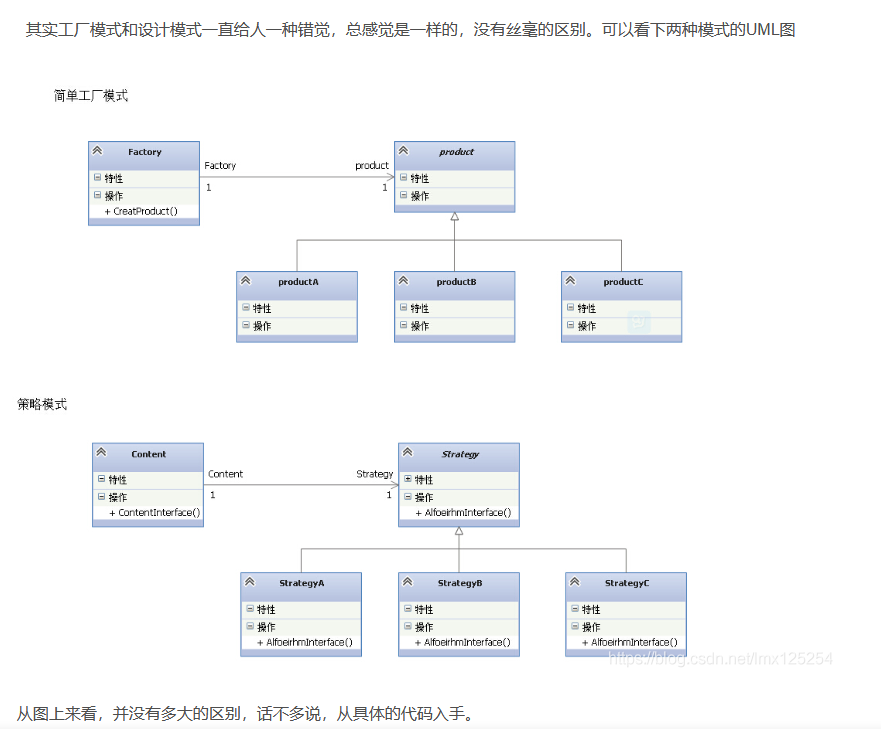 其实工厂模式和设计模式一直给人一种错觉，总感觉是一样的，没有丝毫的区别。可以看下两种模式的UML图
简单工厂模式
Factory
特性
操作
+ CreatProduct()
Factory
1
product
1
product
特性
操作
productA
特性
操作
productB
特性
操作
productC
特性
操作
策略模式
Content
特性
操作
+ ContentInterface()
Content
1
Strategy
1
Strategy
特性
操作
+ Alfoeirhminterface()
StrategyA
特性
操作
+ Alfoeirhminterface()
StrategyB
特性
操作
+ Alfoeirhminterface()
StrategyC
特性
操作
+ Alfoeirhminterface()
https://blog.csdn.net/lmx125254
从图上来看，并没有多大的区别，话不多说，从具体的代码入手。